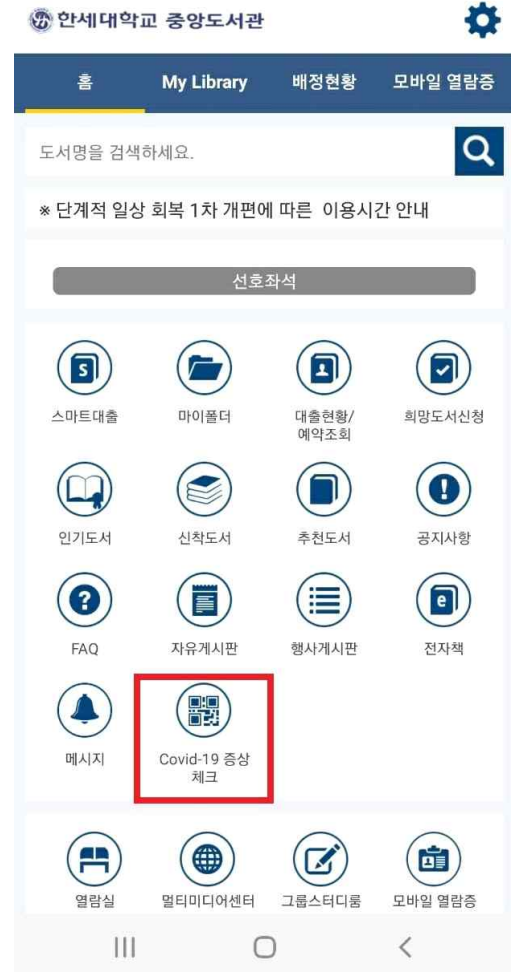 한세대학교 중앙도서관
홈 My Library 배정현황 모바일 열람증
도서명을 검색하세요.
※ 단계적 일상 회복 1차 개편에 따른 이용시간 안내
선호좌석
S
스마트대출 마이폴더 대출현황/ 희망도서신청
예약조회
인기도서 신착도서 추천도서 공지사항
e
FAQ 자유게시판 행사게시판 전자책
메시지 Covid-19 증상
체크
열람실 멀티미디어센터 그룹스터디룸 모바일 열람증